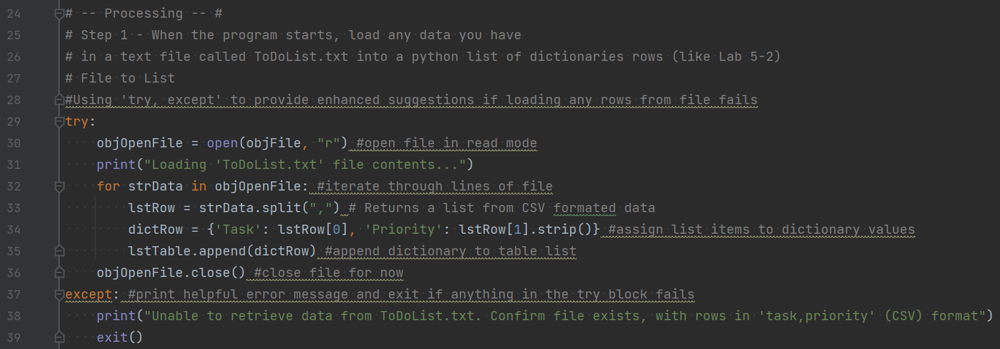 24 # -- Processing -- #
25 # Step 1 - When the program starts, load any data you have
26 # in a text file called ToDoList.txt into a python list of dictionaries rows (like Lab 5-2)
27 # File to List
28 #Using 'try, except' to provide enhanced suggestions if loading any rows from file fails
29 try:
30     objOpenFile = open(objFile, "r") #open file in read mode
31     print("Loading 'ToDoList.txt' file contents...")
32     for strData in objOpenFile: #iterate through lines of file
33         lstRow = strData.split(",") # Returns a list from CSV formated data
34         dictRow = {'Task': lstRow[0], 'Priority': lstRow[1].strip()} #assign list items to dictionary values
35         lstTable.append(dictRow) #append dictionary to table list
36     objOpenFile.close() #close file for now
37 except: #print helpful error message and exit if anything in the try block fails
38     print("Unable to retrieve data from ToDoList.txt. Confirm file exists, with rows in 'task,priority' (CSV) format")
39     exit()